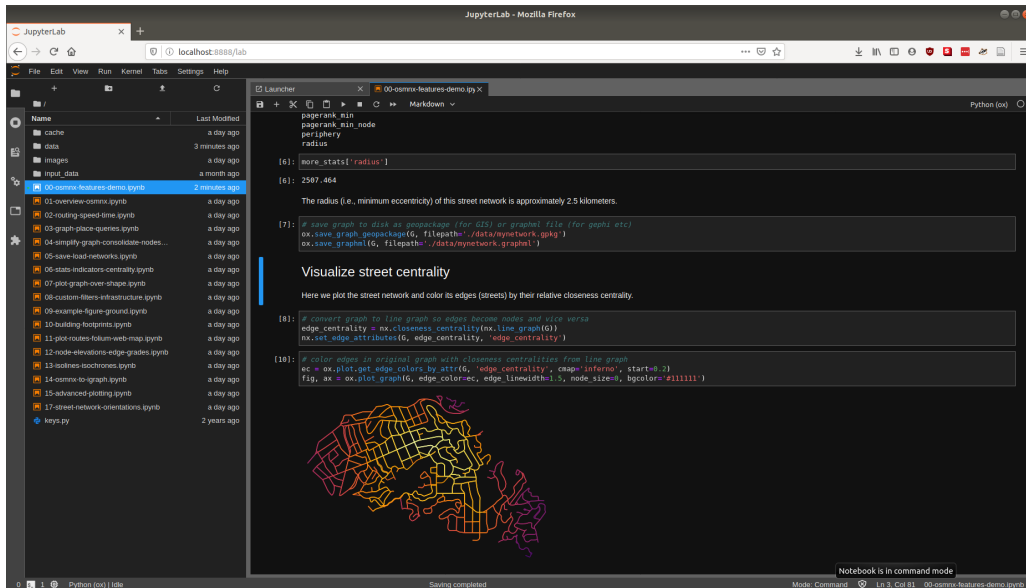 JupyterLab - Mozilla Firefox
JupyterLab
localhost:8888/lab
File Edit View Run Kernel Tabs Settings Help
/
Name Last Modified
cache a day ago
data 3 minutes ago
images a day ago
input_data a month ago
00-osmnx-features-demo.ipynb 2 minutes ago
01-overview-osmnx.ipynb a day ago
02-routing-speed-time.ipynb a day ago
03-graph-place-queries.ipynb a day ago
04-simplify-graph-consolidate-nodes... a day ago
05-save-load-networks.ipynb a day ago
06-stats-indicators-centrality.ipynb a day ago
07-plot-graph-over-shape.ipynb a day ago
08-custom-filters-infrastructure.ipynb a day ago
09-example-figure-ground.ipynb a day ago
10-building-footprints.ipynb a day ago
11-plot-routes-folium-web-map.ipynb a day ago
12-node-elevations-edge-grades.ipynb a day ago
13-isolines-isochrones.ipynb a day ago
14-osmnx-to-igraph.ipynb a day ago
15-advanced-plotting.ipynb a day ago
17-street-network-orientations.ipynb a day ago
keys.py 2 years ago
Launcher
00-osmnx-features-demo.ipy
Markdown
Python (ox)
pagerank_min
pagerank_min_node
periphery
radius
[6]: more_stats['radius']
[6]: 2507.464
The radius (i.e., minimum eccentricity) of this street network is approximately 2.5 kilometers.
[7]: # save graph to disk as geopackage (for GIS) or graphml file (for gephi etc)
ox.save_graph_geopackage(G, filepath='./data/mynetwork.gpkg')
ox.save_graphml(G, filepath='./data/mynetwork.graphml')
Visualize street centrality
Here we plot the street network and color its edges (streets) by their relative closeness centrality.
[8]: # convert graph to line graph so edges become nodes and vice versa
edge_centrality = nx.closeness_centrality(nx.line_graph(G))
nx.set_edge_attributes(G, edge_centrality, 'edge_centrality')
[10]: # color edges in original graph with closeness centralities from line graph
ec = ox.plot.get_edge_colors_by_attr(G, 'edge_centrality', cmap='inferno', start=0.2)
fig, ax = ox.plot_graph(G, edge_color=ec, edge_linewidth=1.5, node_size=0, bgcolor='#111111')
Notebook is in command mode
0 1 Python (ox) | Idle Saving completed Mode: Command Ln 3, Col 81 00-osmnx-features-demo.ipynb